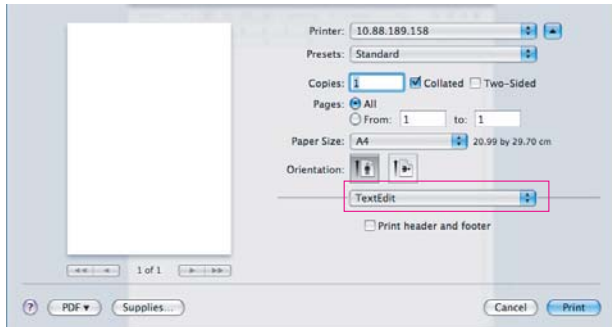 Printer: 10.88.189.158
Presets: Standard
Copies: 1 Collated Two-Sided
Pages: All
From: 1 to: 1
Paper Size: A4 20.99 by 29.70 cm
Orientation:
TextEdit
Print header and footer
1 of 1
? PDF▼ Supplies... Cancel Print